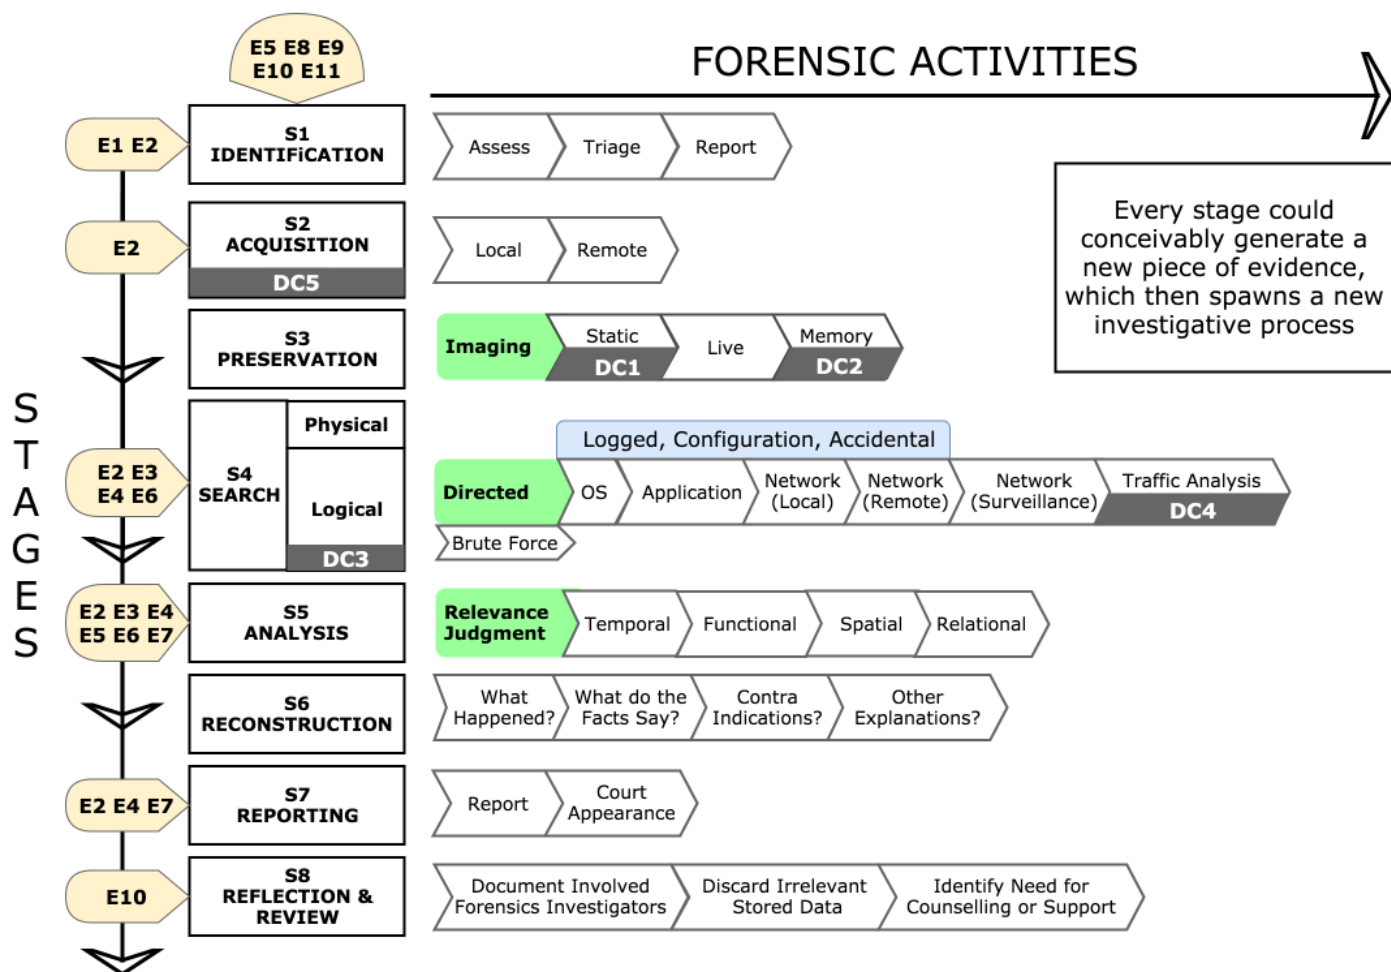 E5 E8 E9
E10 E11
FORENSIC ACTIVITIES
E1 E2
S1
IDENTIFiCATION
Assess
Triage
Report
Every stage could
conceivably generate a
new piece of evidence,
which then spawns a new
investigative process
E2
S2
ACQUISITION
DC5
Local
Remote
S3
PRESERVATION
Imaging
Static
DC1
Live
Memory
DC2
STAGES
E2 E3
E4 E6
S4
SEARCH
Physical
Logical
DC3
Logged, Configuration, Accidental
Directed
OS
Application
Network
(Local)
Network
(Remote)
Network
(Surveillance)
Traffic Analysis
DC4
Brute Force
E2 E3 E4
E5 E6 E7
S5
ANALYSIS
Relevance
Judgment
Temporal
Functional
Spatial
Relational
S6
RECONSTRUCTION
What
Happened?
What do the
Facts Say?
Contra
Indications?
Other
Explanations?
E2 E4 E7
S7
REPORTING
Report
Court
Appearance
E10
S8
REFLECTION &
REVIEW
Document Involved
Forensics Investigators
Discard Irrelevant
Stored Data
Identify Need for
Counselling or Support